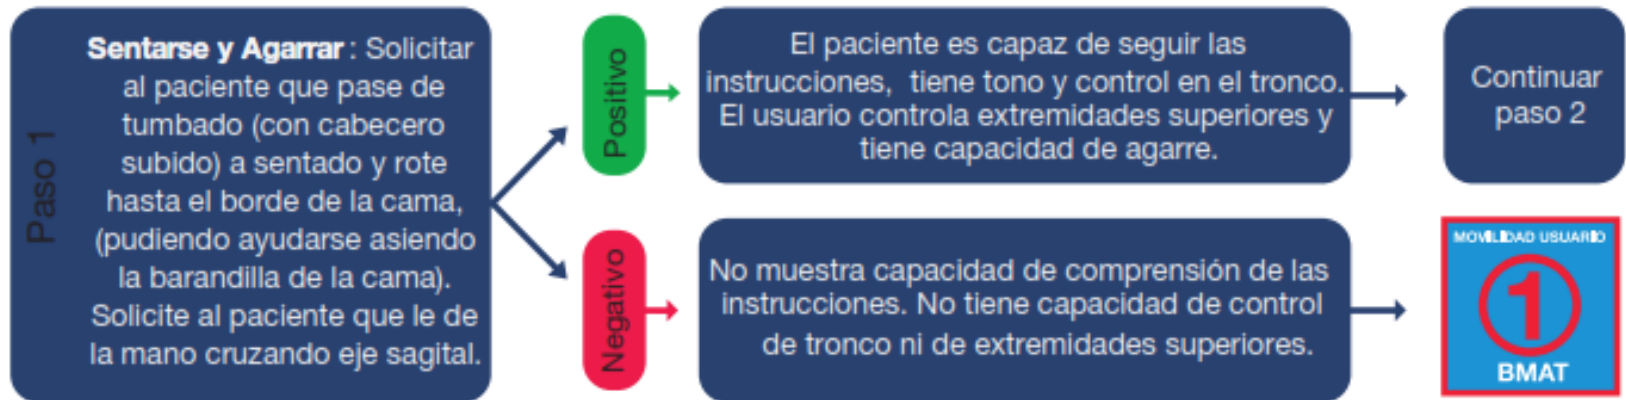 Paso 1
Sentarse y Agarrar : Solicitar
al paciente que pase de
tumbado (con cabecero
subido) a sentado y rote
hasta el borde de la cama,
(pudiendo ayudarse asiendo
la barandilla de la cama).
Solicite al paciente que le de
la mano cruzando eje sagital.
Positivo
El paciente es capaz de seguir las
instrucciones, tiene tono y control en el tronco.
El usuario controla extremidades superiores y
tiene capacidad de agarre.
Continuar
paso 2
Negativo
No muestra capacidad de comprensión de las
instrucciones. No tiene capacidad de control
de tronco ni de extremidades superiores.
MOVILIDAD USUARIO
1
BMAT